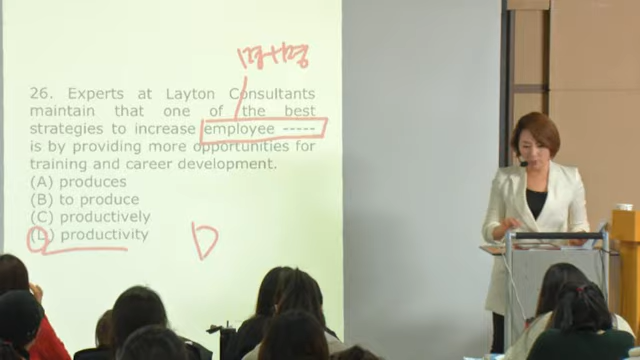 명+명
26. Experts at Layton Consultants
maintain that one of the best
strategies to increase employee -----
is by providing more opportunities for
training and career development.
(A) produces
(B) to produce
(C) productively
(D) productivity
D